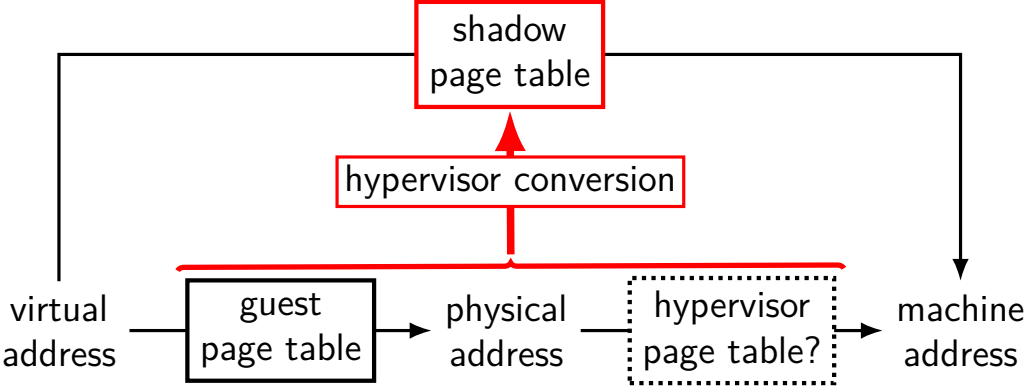 shadow
page table
hypervisor conversion
virtual
address
guest
page table
physical
address
hypervisor
page table?
machine
address